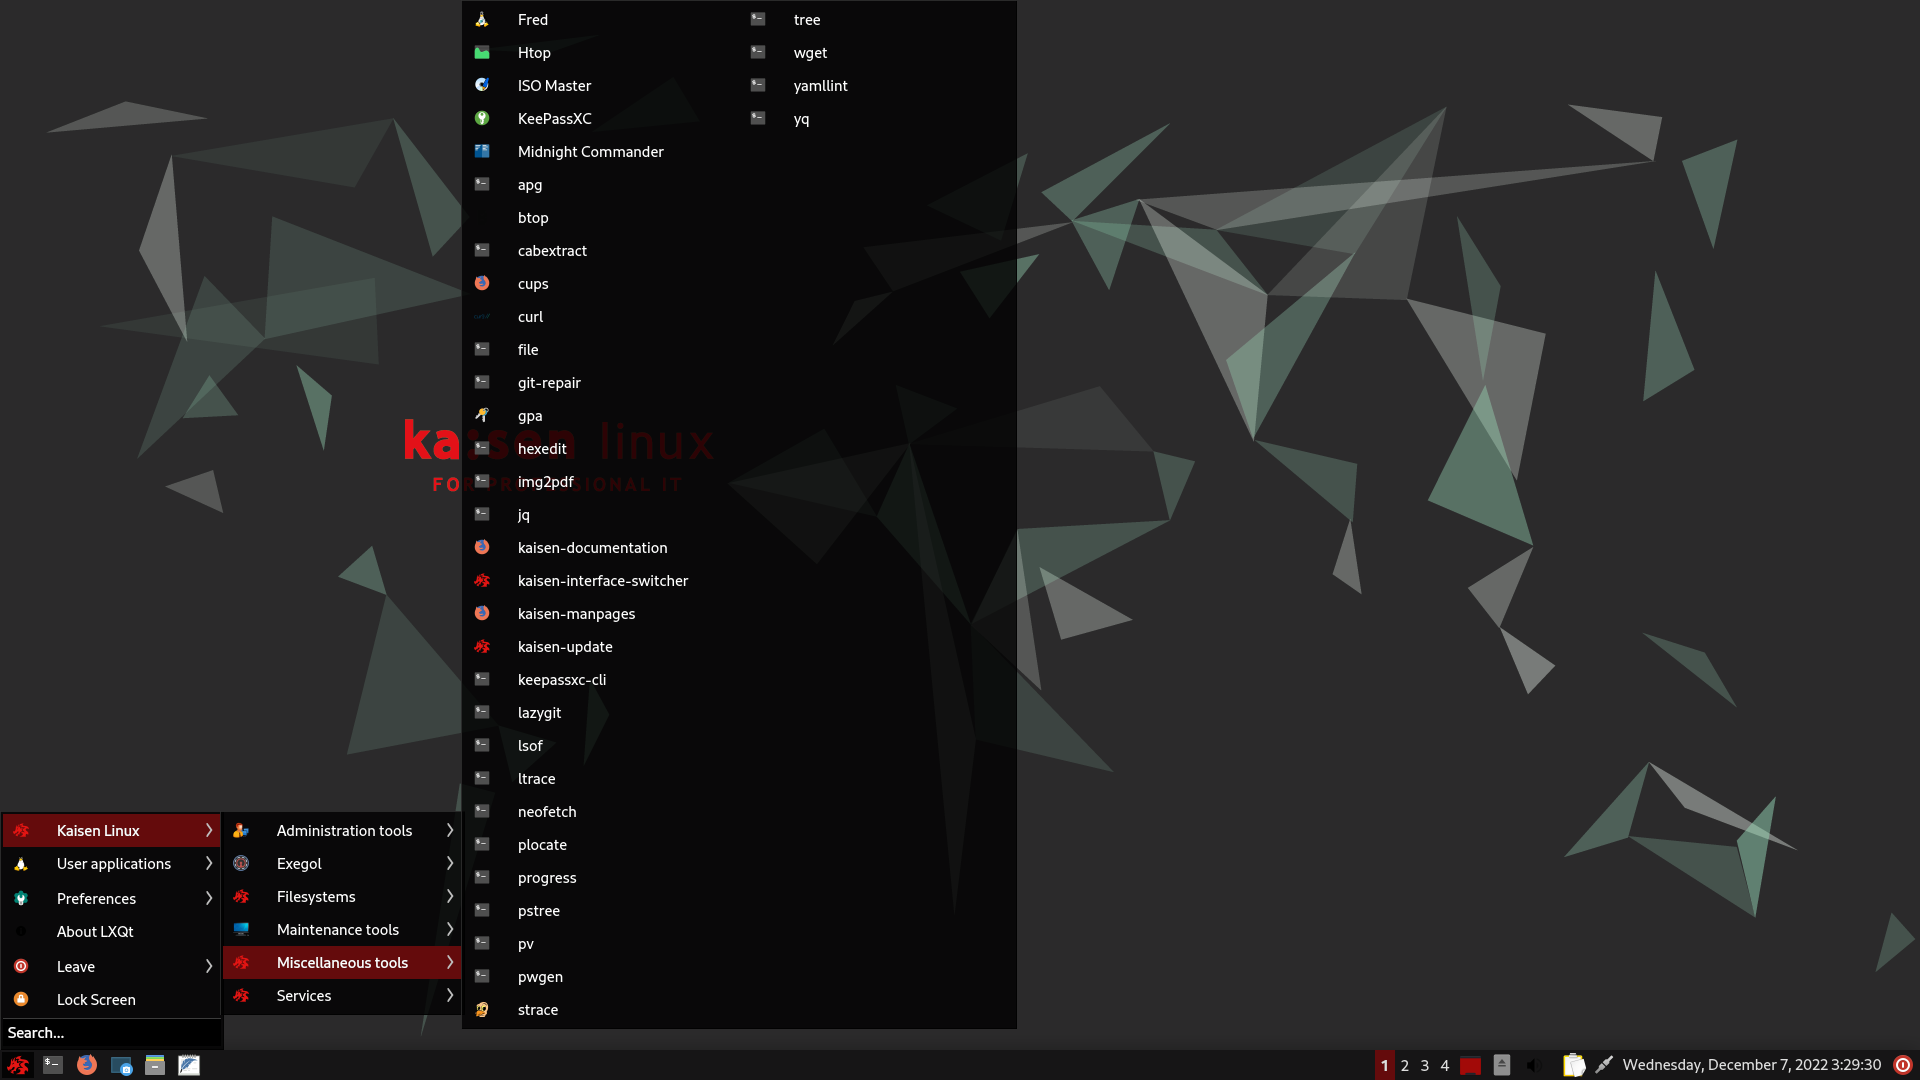 Fred
Htop
ISO Master
KeePassXC
Midnight Commander
apg
btop
cabextract
cups
curl
file
git-repair
gpa
hexedit
img2pdf
jq
kaisen-documentation
kaisen-interface-switcher
kaisen-manpages
kaisen-update
keepassxc-cli
lazygit
lsof
ltrace
neofetch
plocate
progress
pstree
pv
pwgen
strace
tree
wget
yamllint
yq
kaisen linux
FOR PROFESSIONAL IT
Kaisen Linux
User applications
Preferences
About LXQt
Leave
Lock Screen
Search...
Administration tools
Exegol
Filesystems
Maintenance tools
Miscellaneous tools
Services
1 2 3 4
Wednesday, December 7, 2022 3:29:30